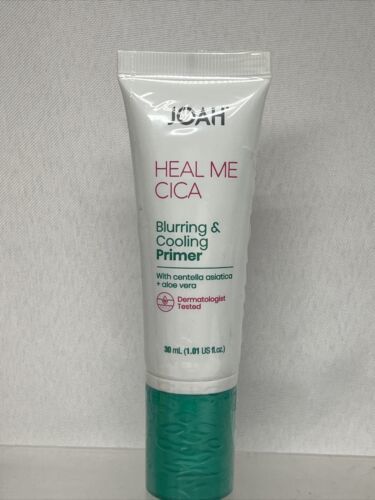 JOAH
HEAL ME
CICA
Blurring &
Cooling
Primer
With centella asiatica
+ aloe vera
Dermatologist
Tested
30 mL (1.01 US fl.oz.)